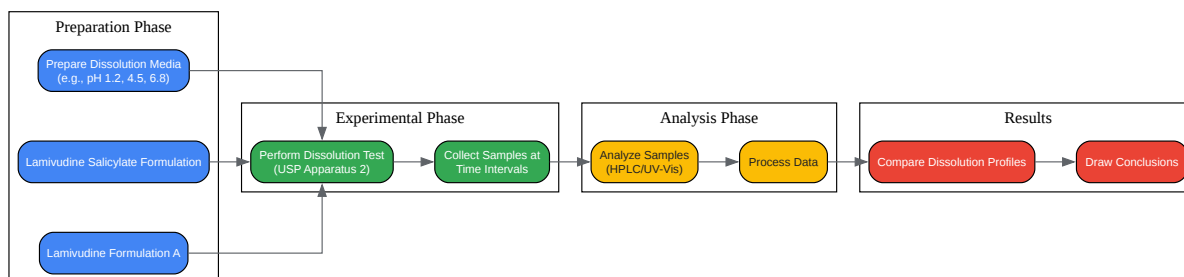 Preparation Phase
Prepare Dissolution Media
(e.g., pH 1.2, 4.5, 6.8)
Lamivudine Salicylate Formulation
Lamivudine Formulation A
Experimental Phase
Perform Dissolution Test
(USP Apparatus 2)
Collect Samples at
Time Intervals
Analysis Phase
Analyze Samples
(HPLC/UV-Vis)
Process Data
Results
Compare Dissolution Profiles
Draw Conclusions